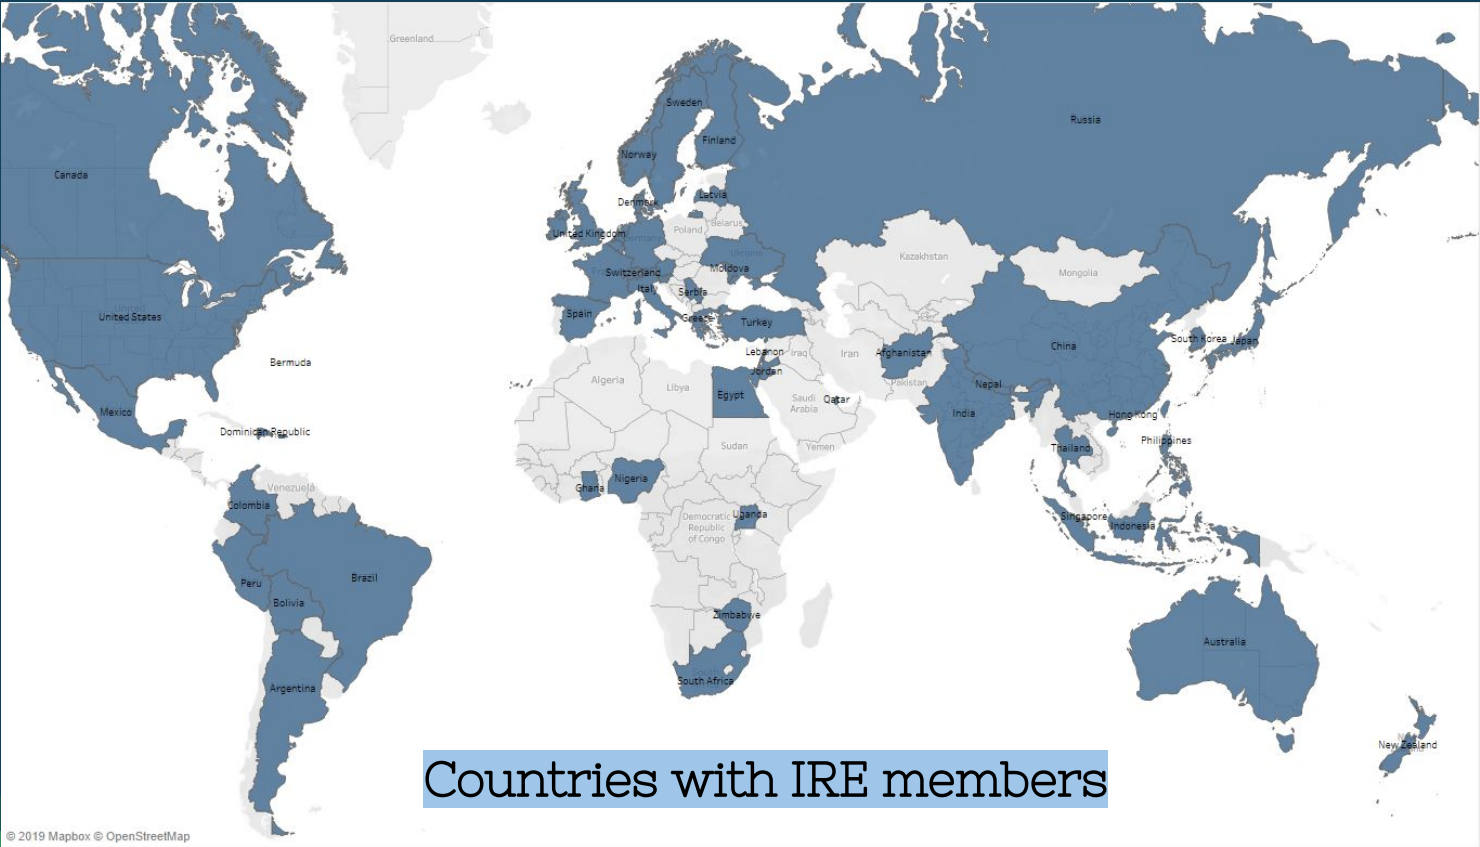 Greenland
Sweden
Russia
Finland
Norway
Canada
Latvia
Denmark
United Kingdom
Germany
Poland
Belarus
Ukraine
Kazakhstan
Moldova
Switzerland
Mongolia
Italy
Serbia
United States
Spain
Greece
Turkey
South Korea
Japan
China
Bermuda
Lebanon
Iraq
Iran
Afghanistan
Jordan
Algeria
Libya
Egypt
Pakistan
Nepal
Saudi
Arabia
Qatar
Mexico
India
Hong Kong
Dominican Republic
Sudan
Yemen
Thailand
Philippines
Venezuela
Ghana
Nigeria
Colombia
Uganda
Democratic
Republic
of Congo
Singapore
Indonesia
Peru
Brazil
Bolivia
Zimbabwe
Australia
South Africa
Argentina
New Zealand
Countries with IRE members
© 2019 Mapbox © OpenStreetMap